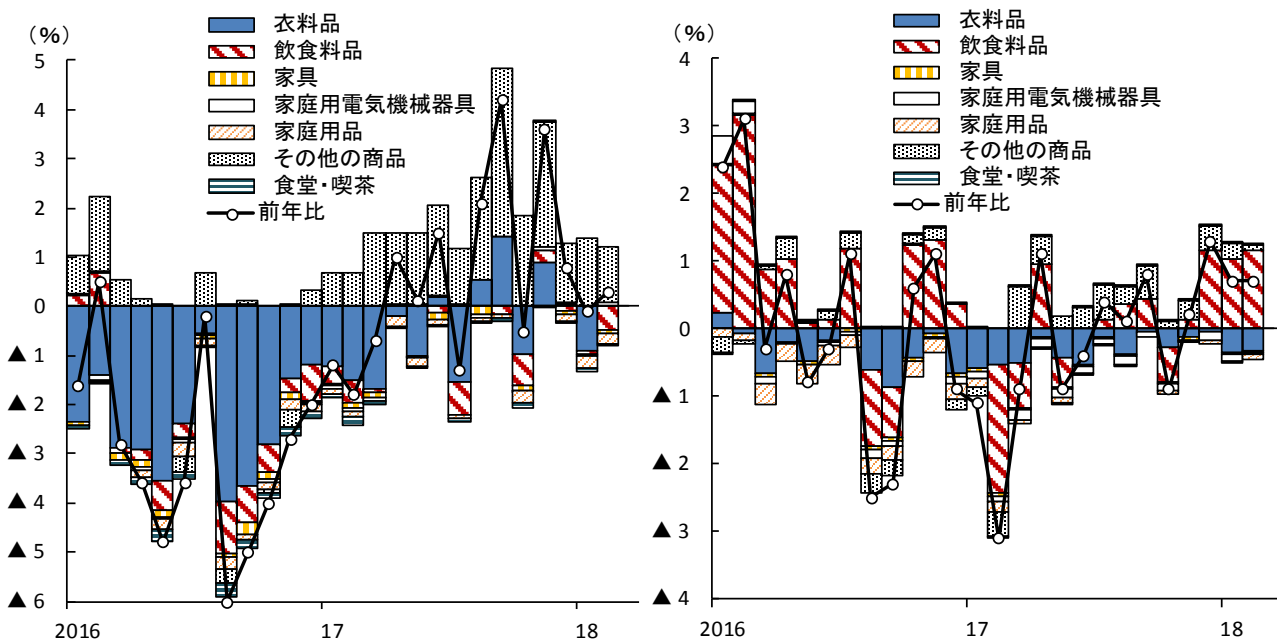 (%)
衣料品
飲食料品
家具
家庭用電気機械器具
家庭用品
その他の商品
食堂・喫茶
前年比
5
4
3
2
1
0
▲ 1
▲ 2
▲ 3
▲ 4
▲ 5
▲ 6
2016 17 18
(%)
衣料品
飲食料品
家具
家庭用電気機械器具
家庭用品
その他の商品
食堂・喫茶
前年比
4
3
2
1
0
▲ 1
▲ 2
▲ 3
▲ 4
2016 17 18